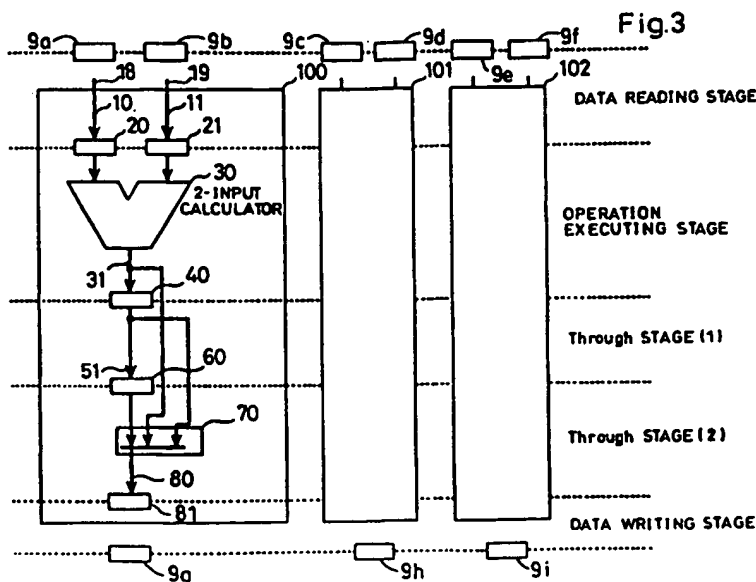 Fig.3
9a 9b 9c 9d 9e 9f
18 19 100 101 102
10 11
DATA READING STAGE
20 21
30
2-INPUT
CALCULATOR
OPERATION
EXECUTING STAGE
31 40
Through STAGE(1)
51 60
70
Through STAGE(2)
80
81
DATA WRITING STAGE
9g 9h 9i